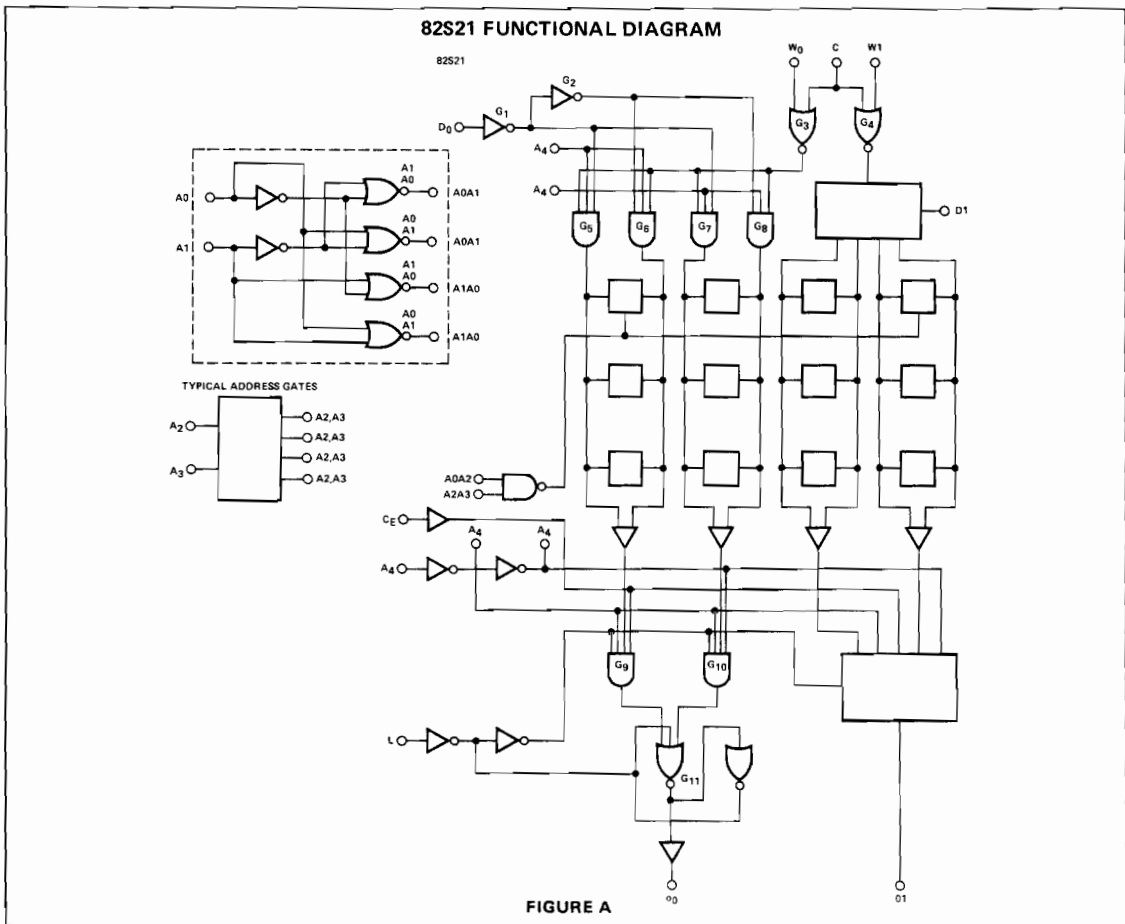 82S21 FUNCTIONAL DIAGRAM
82S21
W0 C W1
G2
G1
D0
G3 G4
A4
A4
D1
G5 G6 G7 G8
A1
A0
A0 A0A1
A0
A1
A1 A0A1
A1
A0
A1A0
A0
A1
A1A0
TYPICAL ADDRESS GATES
A2
A3
A2,A3
A2,A3
A2,A3
A2,A3
A0A2
A2A3
CE
A4 A4
A4
G9 G10
L
G11
O0 01
FIGURE A